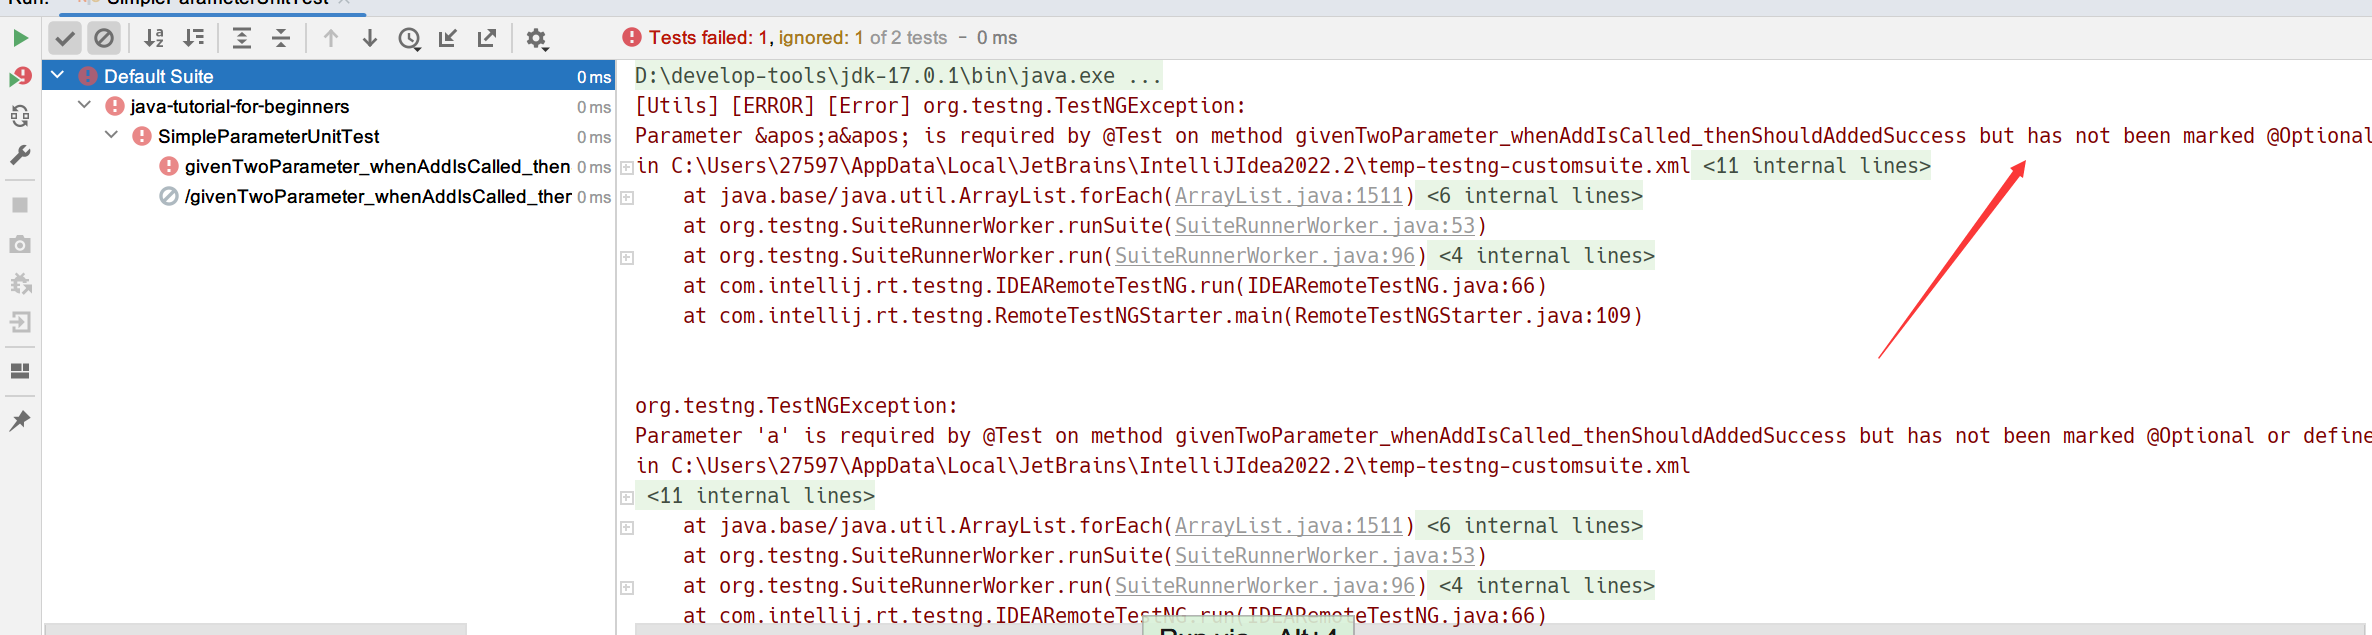 Run:
SimpleParameterUnitTest
Tests failed: 1, ignored: 1 of 2 tests – 0 ms
Default Suite 0 ms
java-tutorial-for-beginners 0 ms
SimpleParameterUnitTest 0 ms
givenTwoParameter_whenAddIsCalled_then 0 ms
/givenTwoParameter_whenAddIsCalled_ther 0 ms
D:\develop-tools\jdk-17.0.1\bin\java.exe ...
[Utils] [ERROR] [Error] org.testng.TestNGException:
Parameter &apos;a&apos; is required by @Test on method givenTwoParameter_whenAddIsCalled_thenShouldAddedSuccess but has not been marked @Optional
in C:\Users\27597\AppData\Local\JetBrains\IntelliJIdea2022.2\temp-testng-customsuite.xml <11 internal lines>
at java.base/java.util.ArrayList.forEach(ArrayList.java:1511) <6 internal lines>
at org.testng.SuiteRunnerWorker.runSuite(SuiteRunnerWorker.java:53)
at org.testng.SuiteRunnerWorker.run(SuiteRunnerWorker.java:96) <4 internal lines>
at com.intellij.rt.testng.IDEARemoteTestNG.run(IDEARemoteTestNG.java:66)
at com.intellij.rt.testng.RemoteTestNGStarter.main(RemoteTestNGStarter.java:109)
org.testng.TestNGException:
Parameter 'a' is required by @Test on method givenTwoParameter_whenAddIsCalled_thenShouldAddedSuccess but has not been marked @Optional or define
in C:\Users\27597\AppData\Local\JetBrains\IntelliJIdea2022.2\temp-testng-customsuite.xml
<11 internal lines>
at java.base/java.util.ArrayList.forEach(ArrayList.java:1511) <6 internal lines>
at org.testng.SuiteRunnerWorker.runSuite(SuiteRunnerWorker.java:53)
at org.testng.SuiteRunnerWorker.run(SuiteRunnerWorker.java:96) <4 internal lines>
at com.intellij.rt.testng.IDEARemoteTestNG.run(IDEARemoteTestNG.java:66)
Run via Alt+4